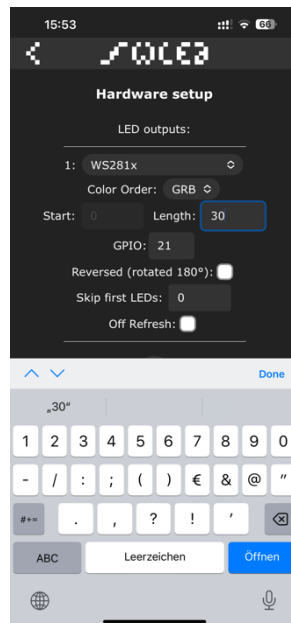 15:53
66
Hardware setup
LED outputs:
1: WS281x
Color Order: GRB
Start: 0 Length: 30
GPIO: 21
Reversed (rotated 180°):
Skip first LEDs: 0
Off Refresh:
Done
„30“
1 2 3 4 5 6 7 8 9 0
- / : ; ( ) € & @ "
#+= . , ? ! '
ABC Leerzeichen Öffnen